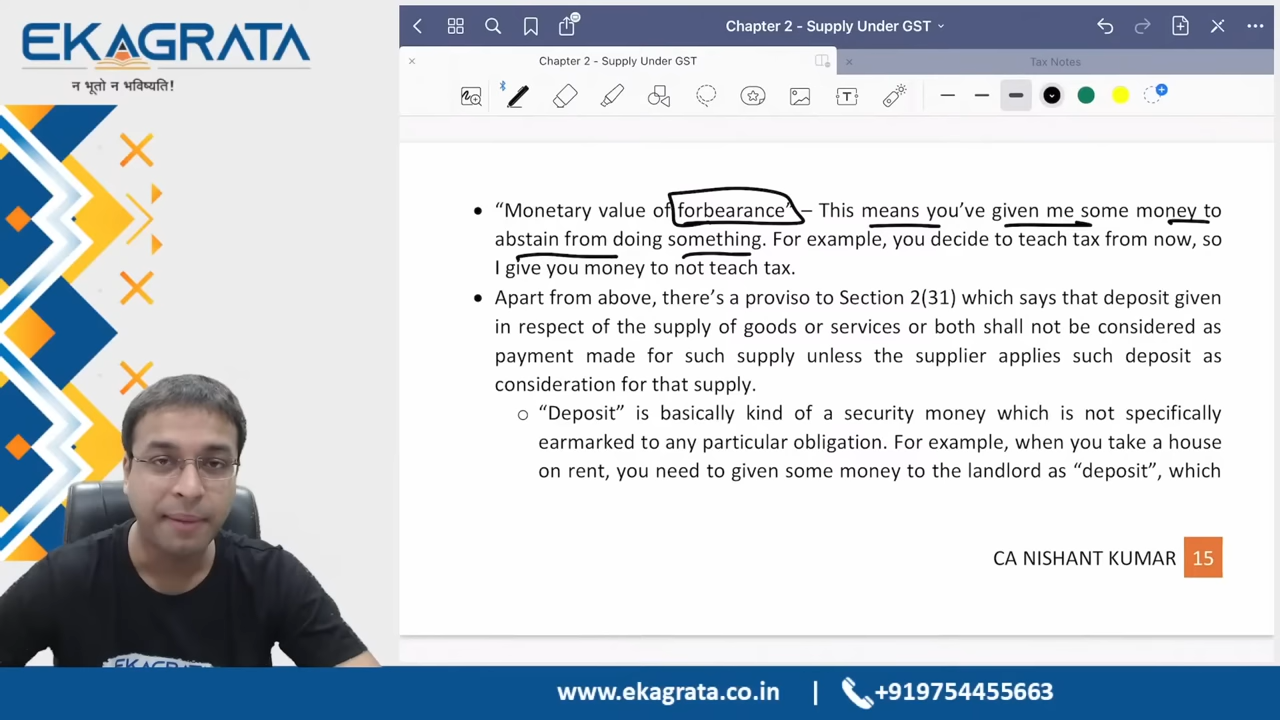 EKAGRATA
न भूतो न भविष्यति!
Chapter 2 - Supply Under GST
Chapter 2 - Supply Under GST
Tax Notes
• “Monetary value of forbearance” – This means you’ve given me some money to
abstain from doing something. For example, you decide to teach tax from now, so
I give you money to not teach tax.
• Apart from above, there’s a proviso to Section 2(31) which says that deposit given
in respect of the supply of goods or services or both shall not be considered as
payment made for such supply unless the supplier applies such deposit as
consideration for that supply.
o “Deposit” is basically kind of a security money which is not specifically
earmarked to any particular obligation. For example, when you take a house
on rent, you need to given some money to the landlord as “deposit”, which
CA NISHANT KUMAR 15
EKAGRATA
www.ekagrata.co.in | +919754455663